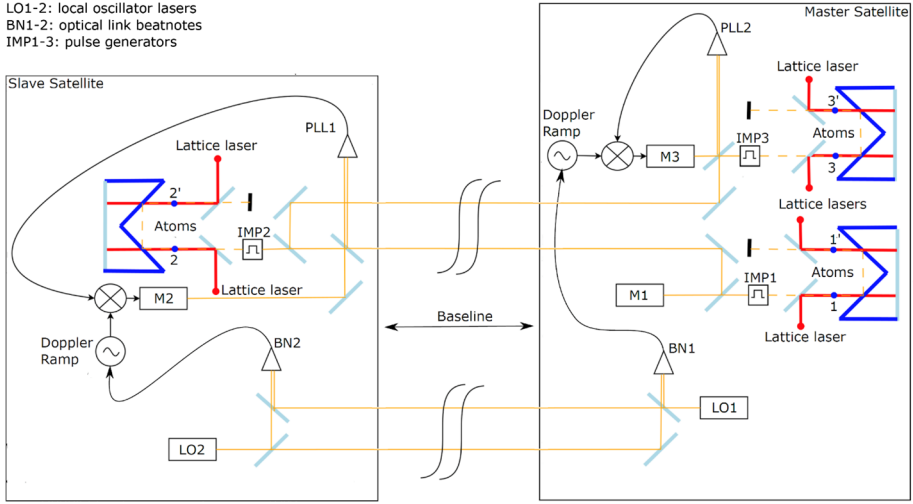 LO1-2: local oscillator lasers
BN1-2: optical link beatnotes
IMP1-3: pulse generators
Slave Satellite
PLL1
Lattice laser
2'
Atoms
2
IMP2
Lattice laser
M2
Doppler
Ramp
BN2
LO2
Baseline
Master Satellite
PLL2
Lattice laser
Doppler
Ramp
3'
IMP3
Atoms
M3
3
Lattice lasers
1'
IMP1
Atoms
M1
1
Lattice laser
BN1
LO1